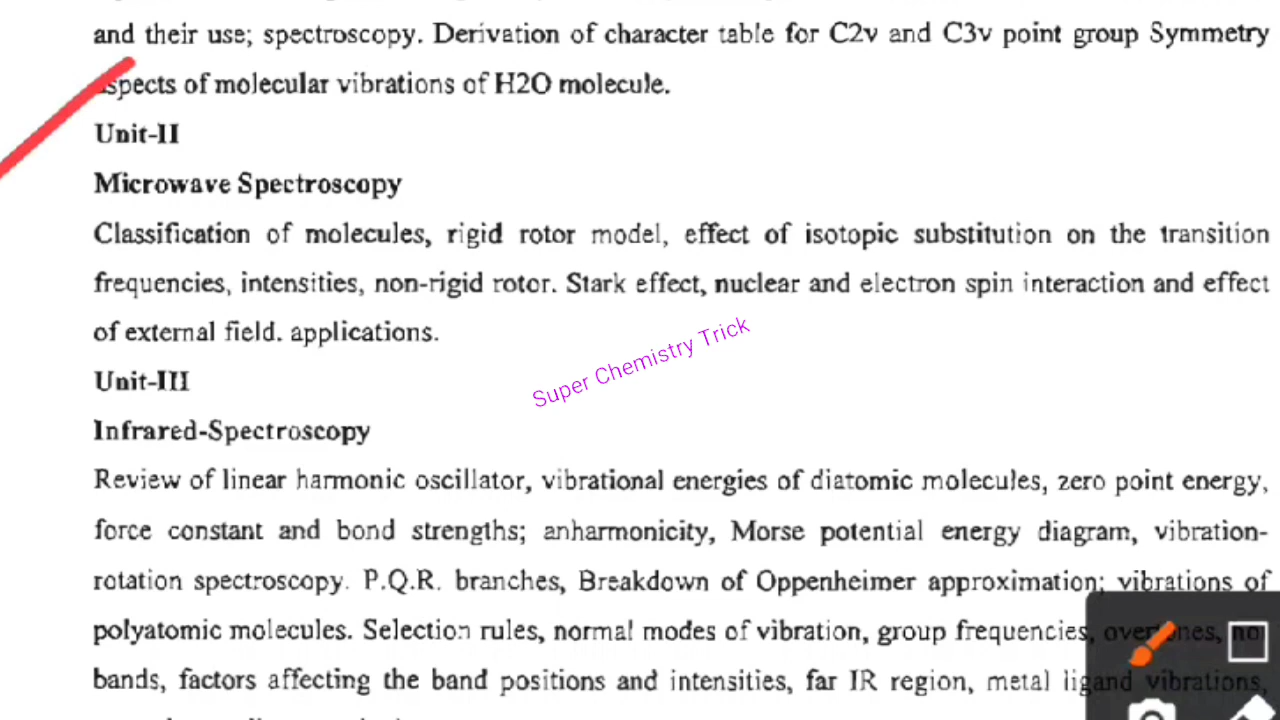 and their use; spectroscopy. Derivation of character table for C2v and C3v point group Symmetry
spects of molecular vibrations of H2O molecule.
Unit-II
Microwave Spectroscopy
Classification of molecules, rigid rotor model, effect of isotopic substitution on the transition
frequencies, intensities, non-rigid rotor. Stark effect, nuclear and electron spin interaction and effect
of external field. applications.
Super Chemistry Trick
Unit-III
Infrared-Spectroscopy
Review of linear harmonic oscillator, vibrational energies of diatomic molecules, zero point energy,
force constant and bond strengths; anharmonicity, Morse potential energy diagram, vibration-
rotation spectroscopy. P.Q.R. branches, Breakdown of Oppenheimer approximation; vibrations of
polyatomic molecules. Selection rules, normal modes of vibration, group frequencies,
bands, factors affecting the band positions and intensities, far IR region, metal ligand vibrations,